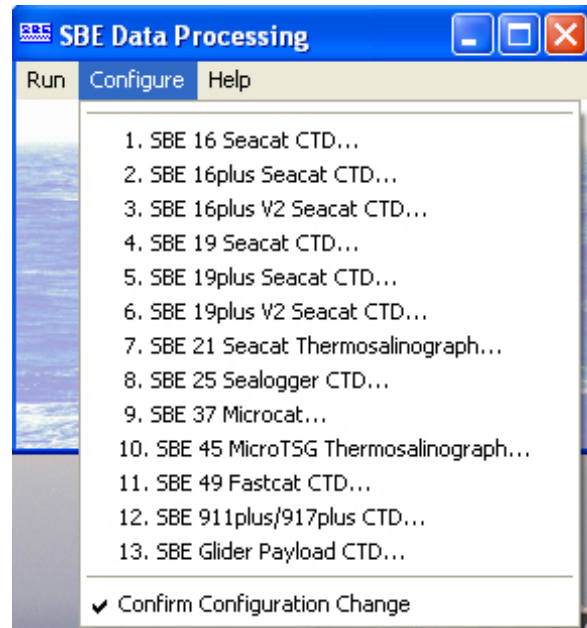 SBE SBE Data Processing
Run Configure Help
1. SBE 16 Seacat CTD...
2. SBE 16plus Seacat CTD...
3. SBE 16plus V2 Seacat CTD...
4. SBE 19 Seacat CTD...
5. SBE 19plus Seacat CTD...
6. SBE 19plus V2 Seacat CTD...
7. SBE 21 Seacat Thermosalinograph...
8. SBE 25 Sealogger CTD...
9. SBE 37 Microcat...
10. SBE 45 MicroTSG Thermosalinograph...
11. SBE 49 Fastcat CTD...
12. SBE 911plus/917plus CTD...
13. SBE Glider Payload CTD...
Confirm Configuration Change